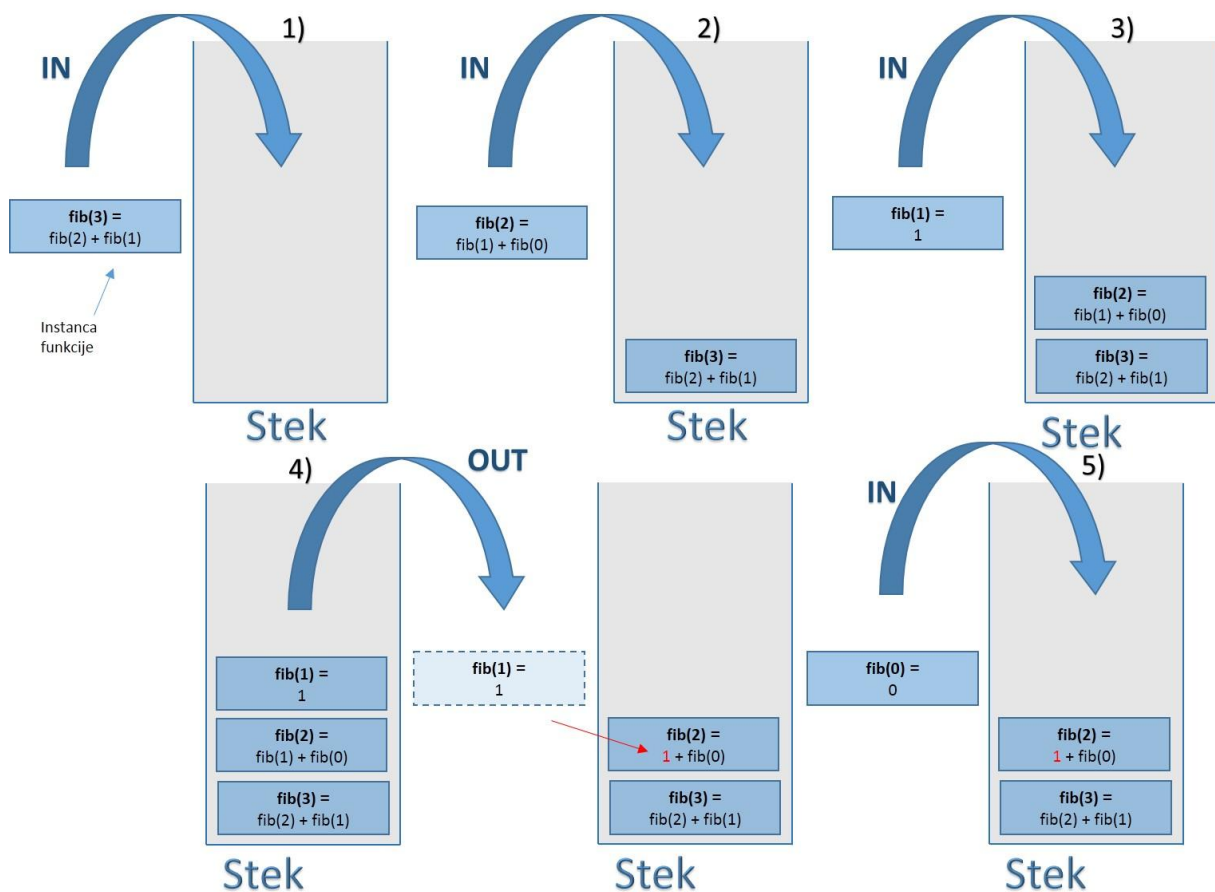 1)
IN
fib(3) =
fib(2) + fib(1)
Instanca
funkcije
Stek
2)
IN
fib(2) =
fib(1) + fib(0)
fib(3) =
fib(2) + fib(1)
Stek
3)
IN
fib(1) =
1
fib(2) =
fib(1) + fib(0)
fib(3) =
fib(2) + fib(1)
Stek
4)
OUT
fib(1) =
1
fib(2) =
fib(1) + fib(0)
fib(3) =
fib(2) + fib(1)
Stek
fib(1) =
1
fib(2) =
1 + fib(0)
fib(3) =
fib(2) + fib(1)
Stek
5)
IN
fib(0) =
0
fib(2) =
1 + fib(0)
fib(3) =
fib(2) + fib(1)
Stek